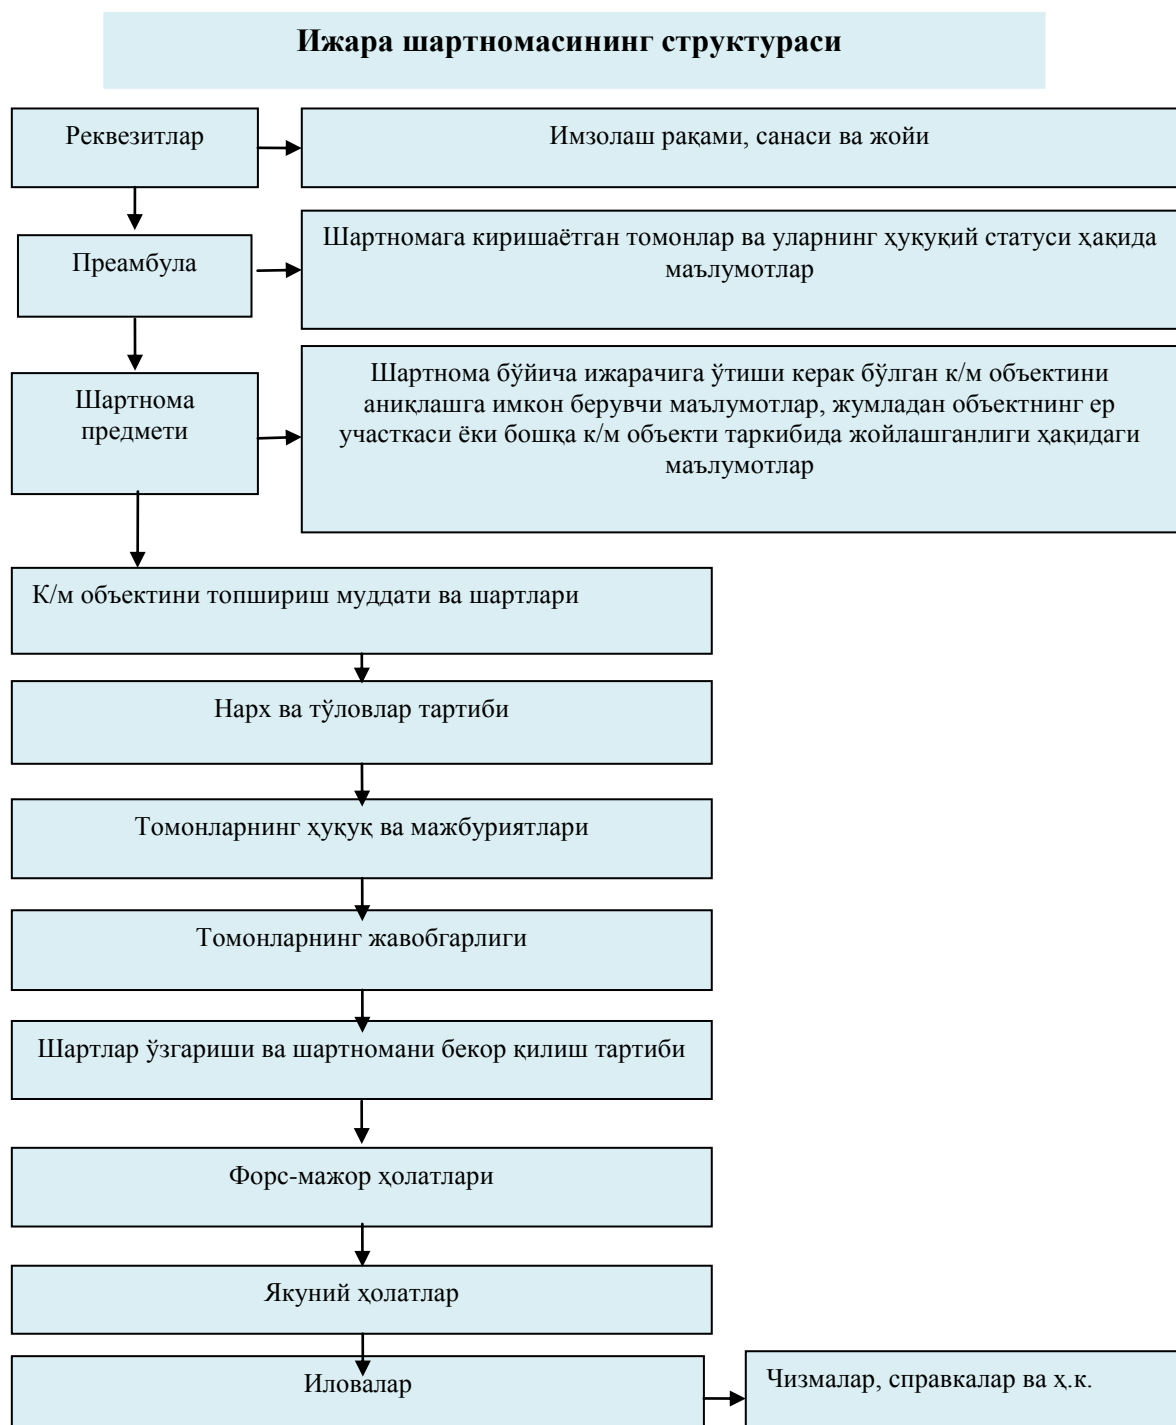 Ижара шартномасининг структураси
Реквезитлар
Имзолаш рақами, санаси ва жойи
Преамбула
Шартномага киришаётган томонлар ва уларнинг ҳуқуқий статуси ҳақида
маълумотлар
Шартнома
предмети
Шартнома бўйича ижарачига ўтиши керак бўлган к/м объектини
аниқлашга имкон берувчи маълумотлар, жумладан объектнинг ер
участкаси ёки бошқа к/м объекти таркибида жойлашганлиги ҳақидаги
маълумотлар
К/м объектини топшириш муддати ва шартлари
Нарх ва тўловлар тартиби
Томонларнинг ҳуқуқ ва мажбуриятлари
Томонларнинг жавобгарлиги
Шартлар ўзгариши ва шартномани бекор қилиш тартиби
Форс-мажор ҳолатлари
Якуний ҳолатлар
Иловалар
Чизмалар, справкалар ва ҳ.к.